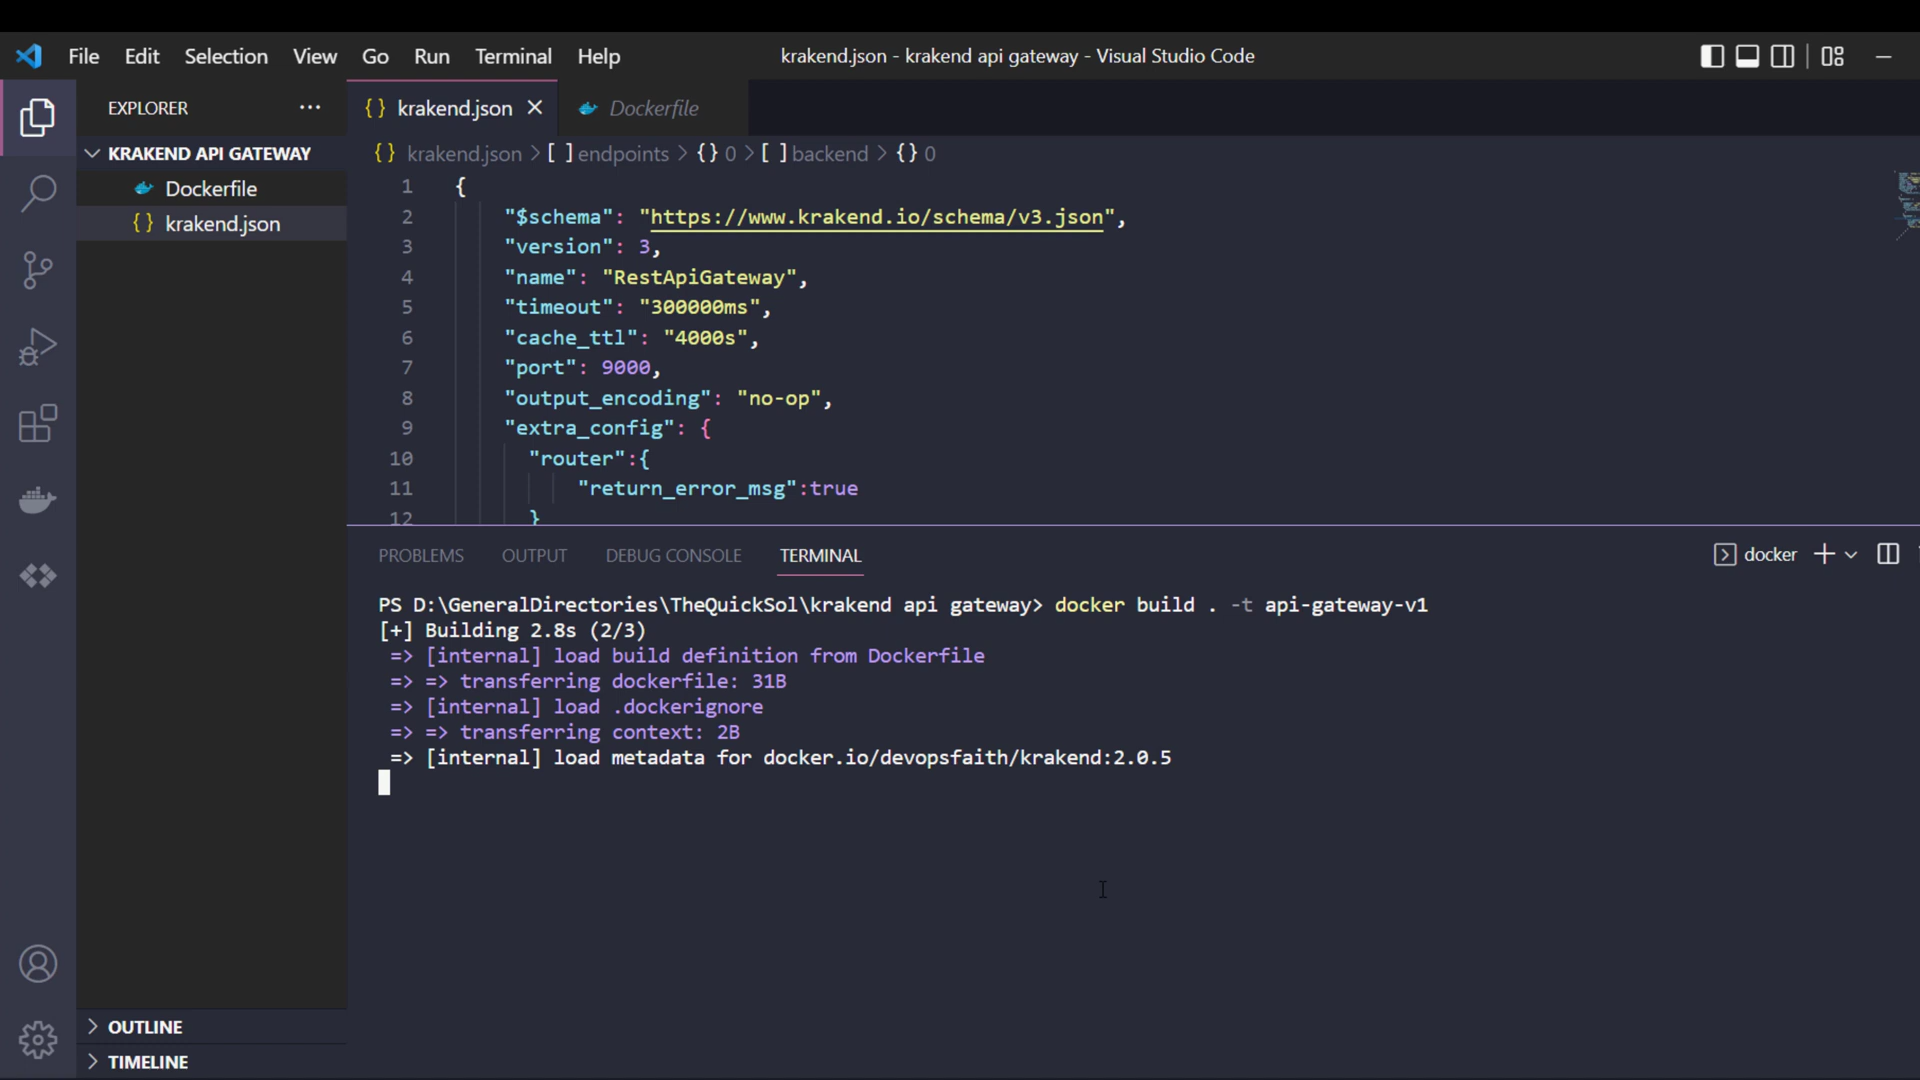 File Edit Selection View Go Run Terminal Help krakend.json - krakend api gateway - Visual Studio Code
EXPLORER ···
KRAKEND API GATEWAY
Dockerfile
{} krakend.json
OUTLINE
TIMELINE
{} krakend.json × Dockerfile
{} krakend.json > [ ] endpoints > {} 0 > [ ] backend > {} 0
1 {
2 "$schema": "https://www.krakend.io/schema/v3.json",
3 "version": 3,
4 "name": "RestApiGateway",
5 "timeout": "300000ms",
6 "cache_ttl": "4000s",
7 "port": 9000,
8 "output_encoding": "no-op",
9 "extra_config": {
10 "router":{
11 "return_error_msg":true
12 }
PROBLEMS OUTPUT DEBUG CONSOLE TERMINAL docker
PS D:\GeneralDirectories\TheQuickSol\krakend api gateway> docker build . -t api-gateway-v1
[+] Building 2.8s (2/3)
=> [internal] load build definition from Dockerfile
=> => transferring dockerfile: 31B
=> [internal] load .dockerignore
=> => transferring context: 2B
=> [internal] load metadata for docker.io/devopsfaith/krakend:2.0.5